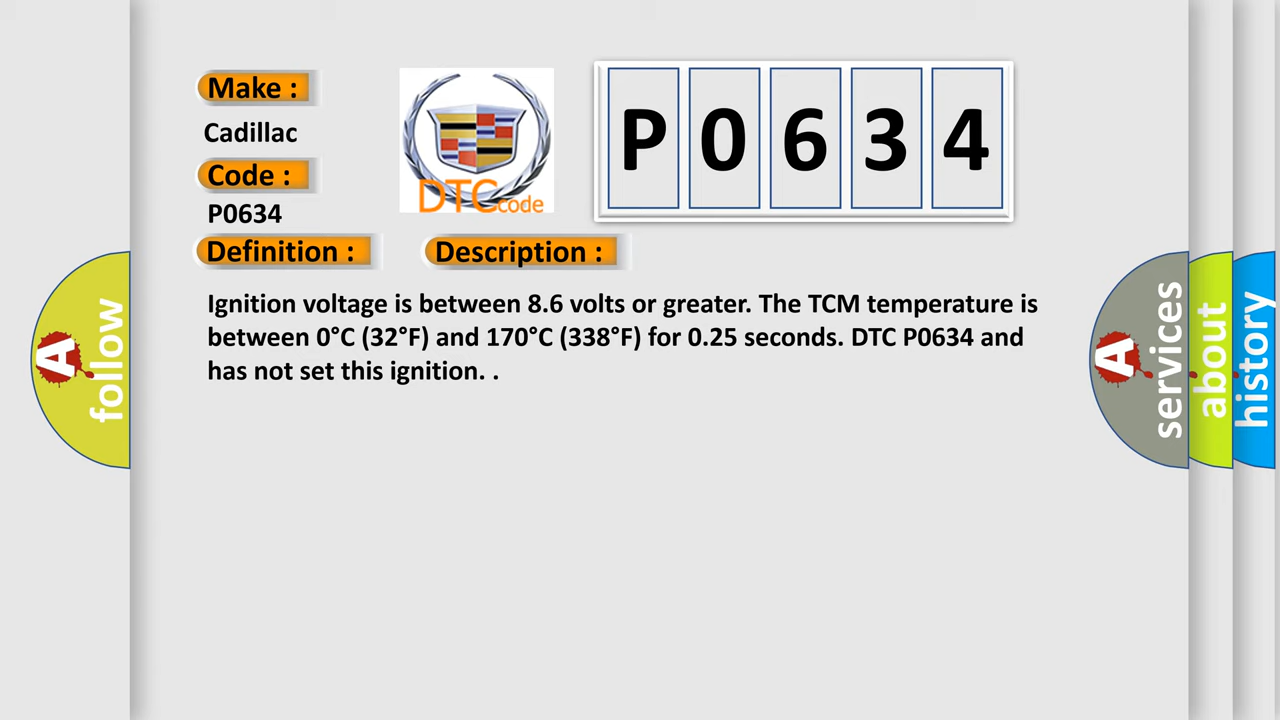 Make :
Cadillac
Code :
P0634
Definition :
Description :
DTC code
P 0 6 3 4
Ignition voltage is between 8.6 volts or greater. The TCM temperature is
between 0°C (32°F) and 170°C (338°F) for 0.25 seconds. DTC P0634 and
has not set this ignition. .
A
follow
A
services
about
history